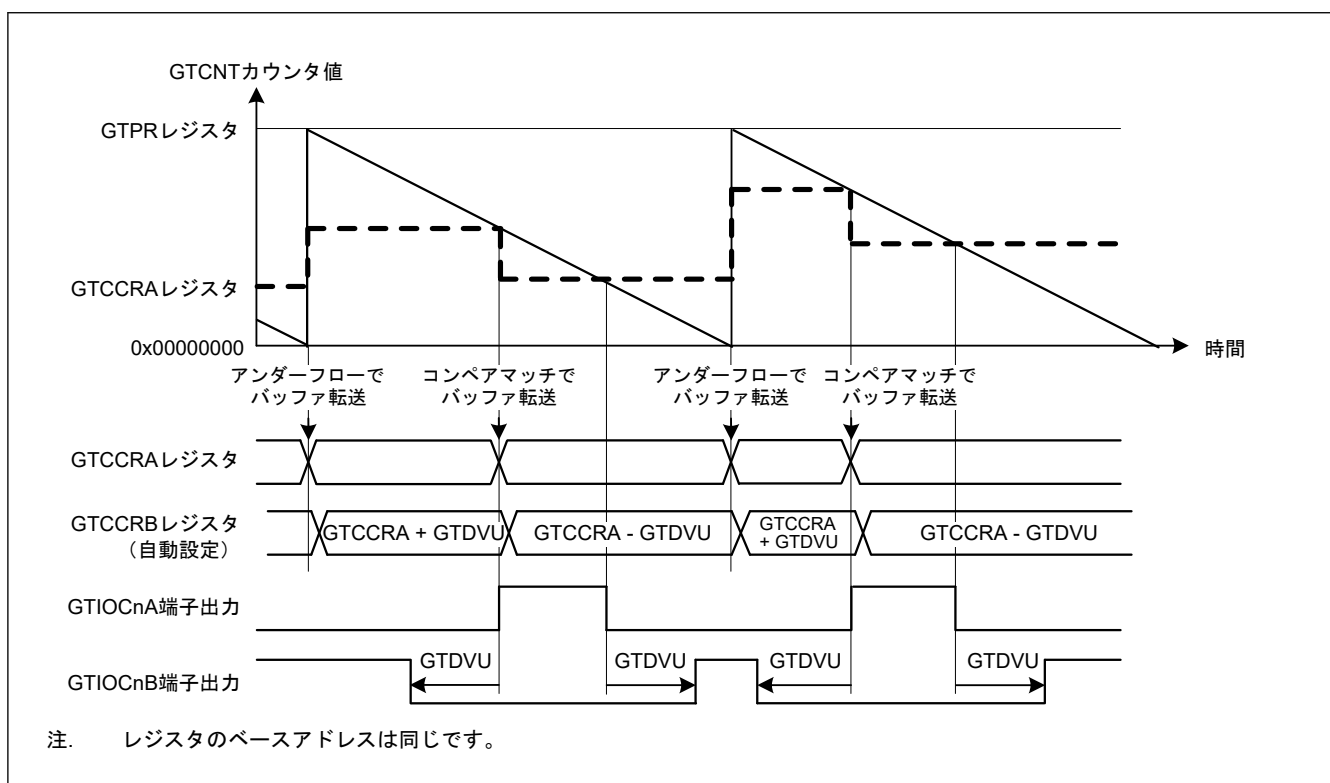 GTCNTカウンタ値
GTPRレジスタ
GTCCRAレジスタ
0x00000000
時間
アンダーフローで
バッファ転送
コンペアマッチで
バッファ転送
アンダーフローで
バッファ転送
コンペアマッチで
バッファ転送
GTCCRAレジスタ
GTCCRBレジスタ
（自動設定）
GTCCRA + GTDVU
GTCCRA - GTDVU
GTCCRA
+ GTDVU
GTCCRA - GTDVU
GTIOCnA端子出力
GTDVU
GTDVU
GTDVU
GTDVU
GTIOCnB端子出力
注. レジスタのベースアドレスは同じです。